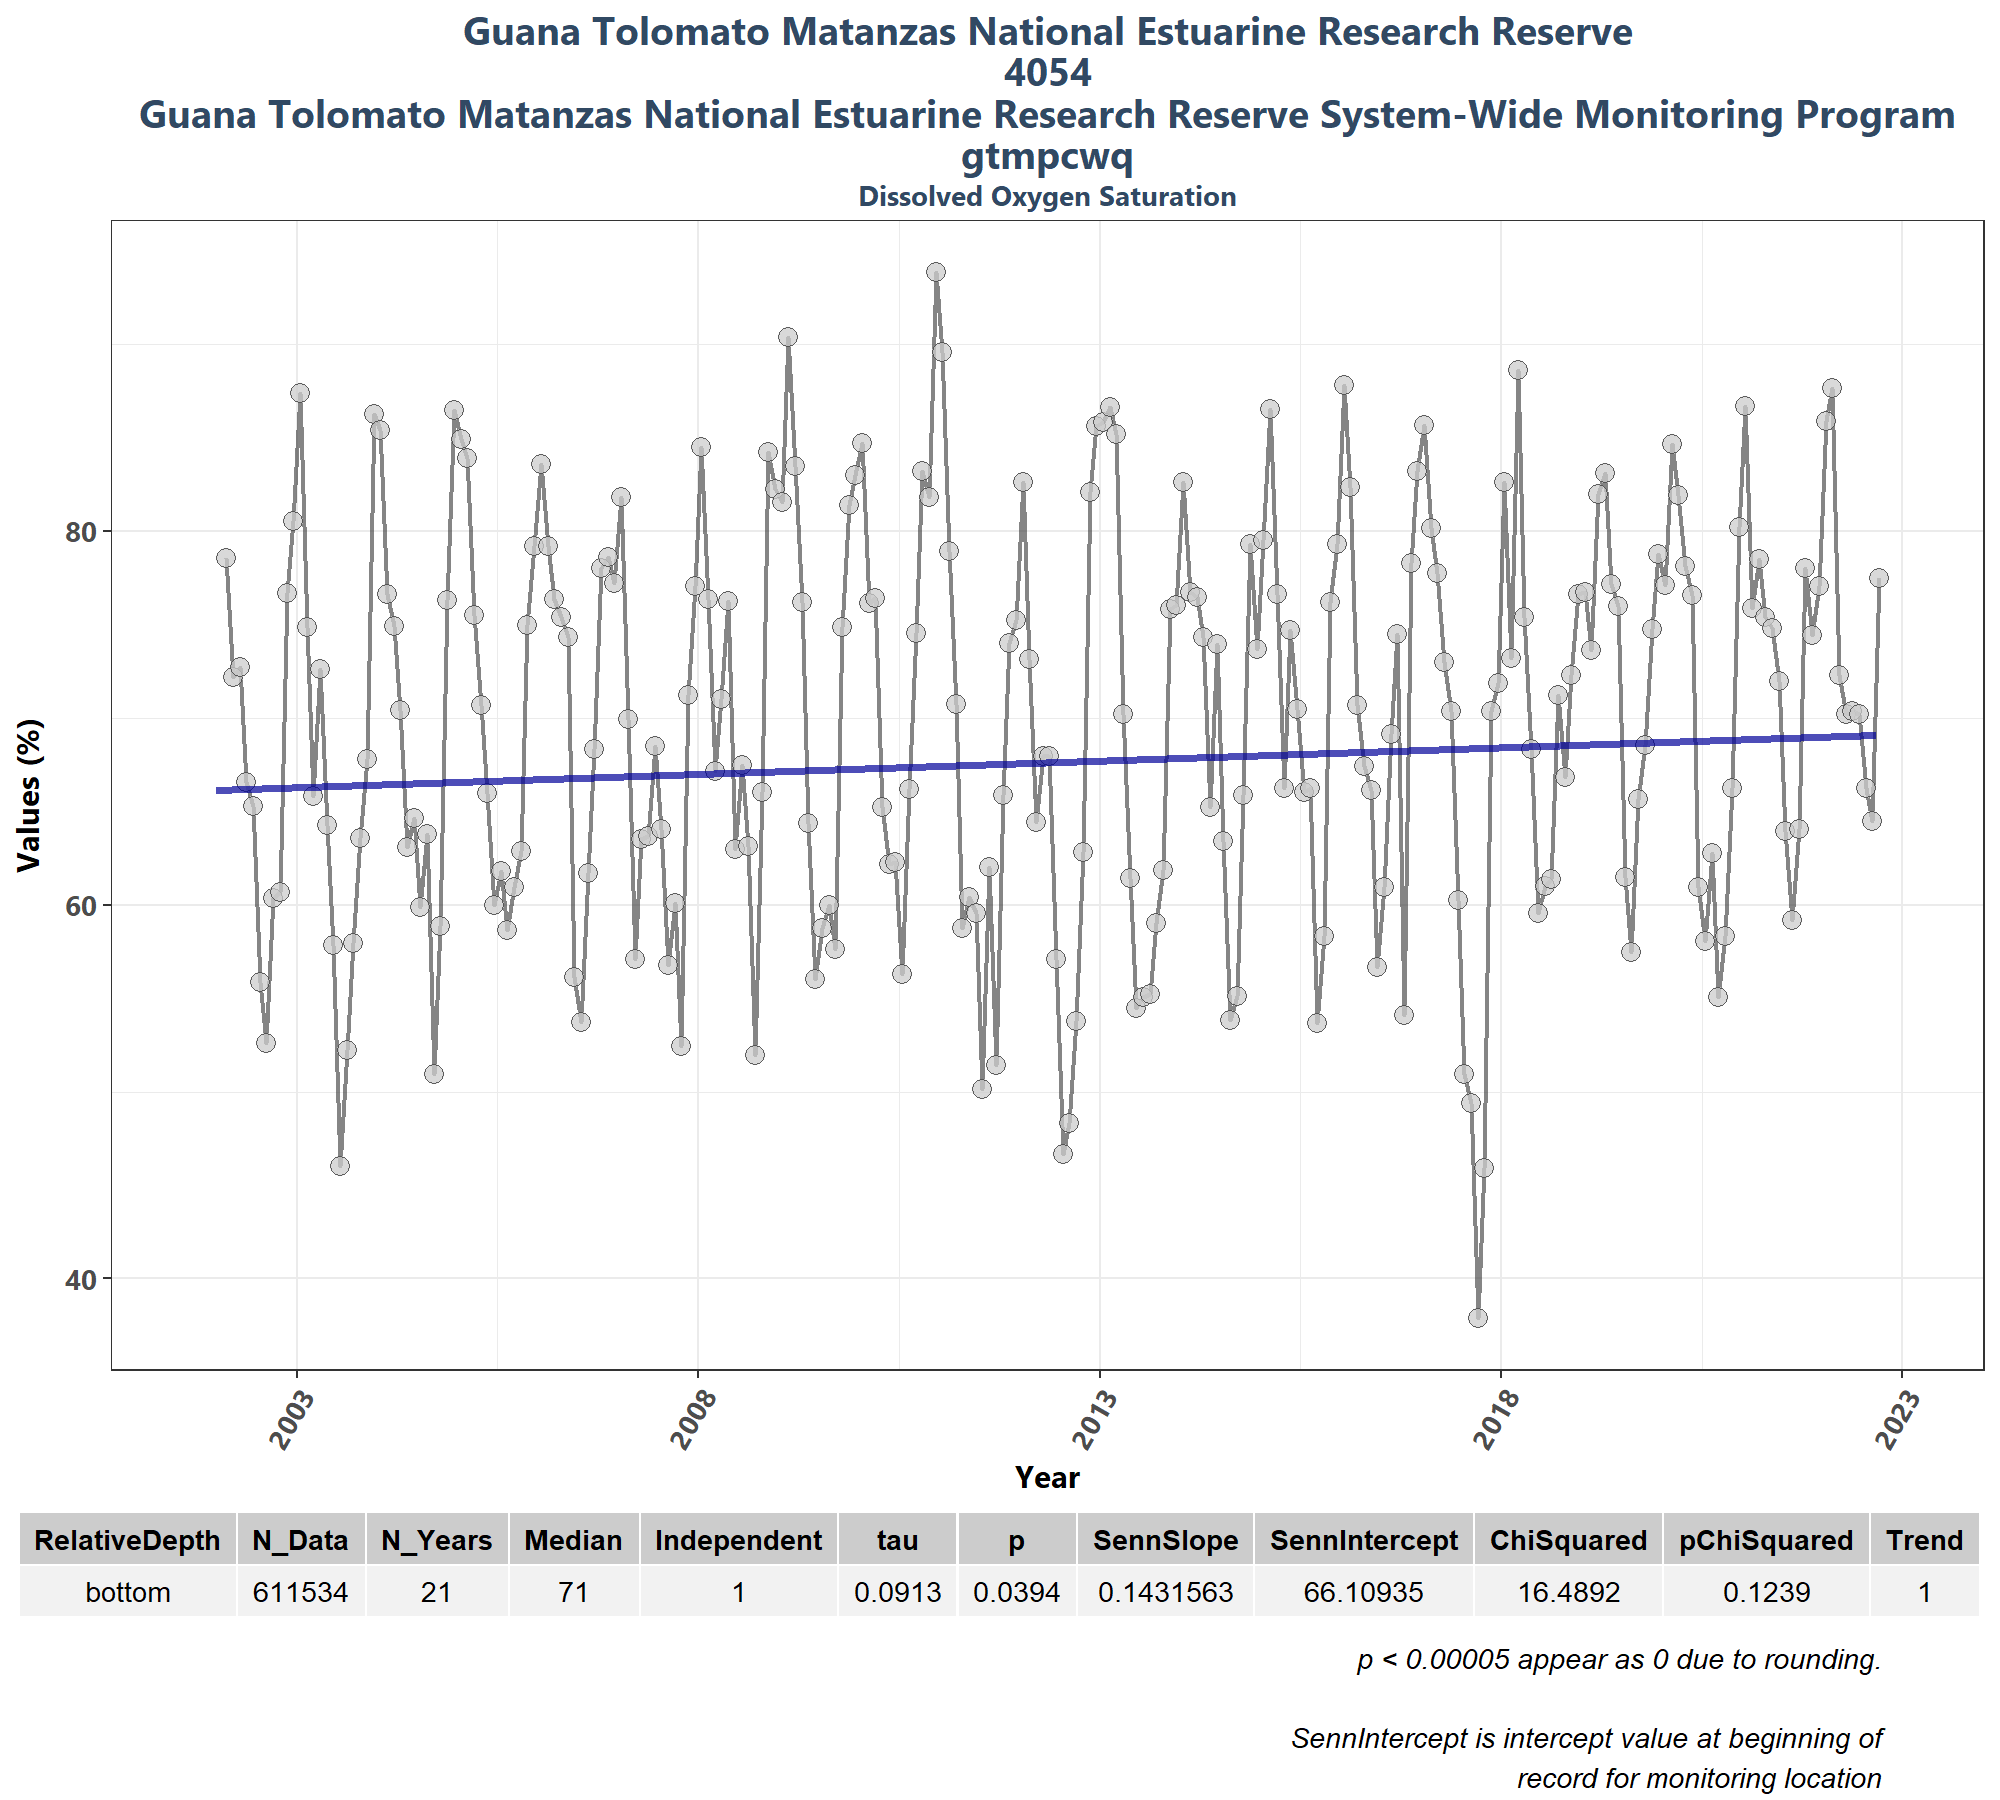 Guana Tolomato Matanzas National Estuarine Research Reserve
4054
Guana Tolomato Matanzas National Estuarine Research Reserve System-Wide Monitoring Program
gtmpcwq
Dissolved Oxygen Saturation
Values (%)
80
60
40
2003
2008
2013
2018
2023
Year
RelativeDepth N_Data N_Years Median Independent tau p SennSlope SennIntercept ChiSquared pChiSquared Trend
bottom 611534 21 71 1 0.0913 0.0394 0.1431563 66.10935 16.4892 0.1239 1
p < 0.00005 appear as 0 due to rounding.
SennIntercept is intercept value at beginning of
record for monitoring location